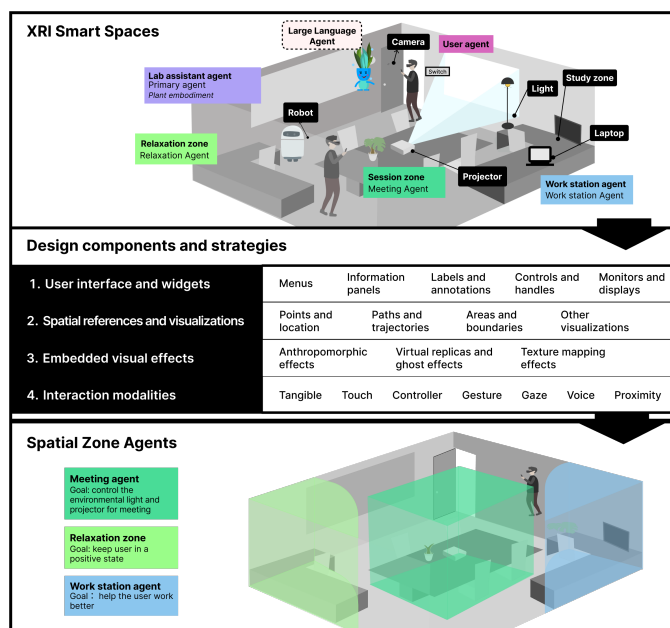 XRI Smart Spaces
Large Language
Agent
Camera
User agent
Switch
Lab assistant agent
Primary agent
Plant embodiment
Light
Study zone
Robot
Laptop
Relaxation zone
Relaxation Agent
Session zone
Meeting Agent
Projector
Work station agent
Work station Agent
Design components and strategies
1. User interface and widgets
Menus
Information
panels
Labels and
annotations
Controls and
handles
Monitors and
displays
2. Spatial references and visualizations
Points and
location
Paths and
trajectories
Areas and
boundaries
Other
visualizations
3. Embedded visual effects
Anthropomorphic
effects
Virtual replicas and
ghost effects
Texture mapping
effects
4. Interaction modalities
Tangible
Touch
Controller
Gesture
Gaze
Voice
Proximity
Spatial Zone Agents
Meeting agent
Goal: control the
environmental light and
projector for meeting
Relaxation zone
Goal: keep user in a
positive state
Work station agent
Goal： help the user work
better